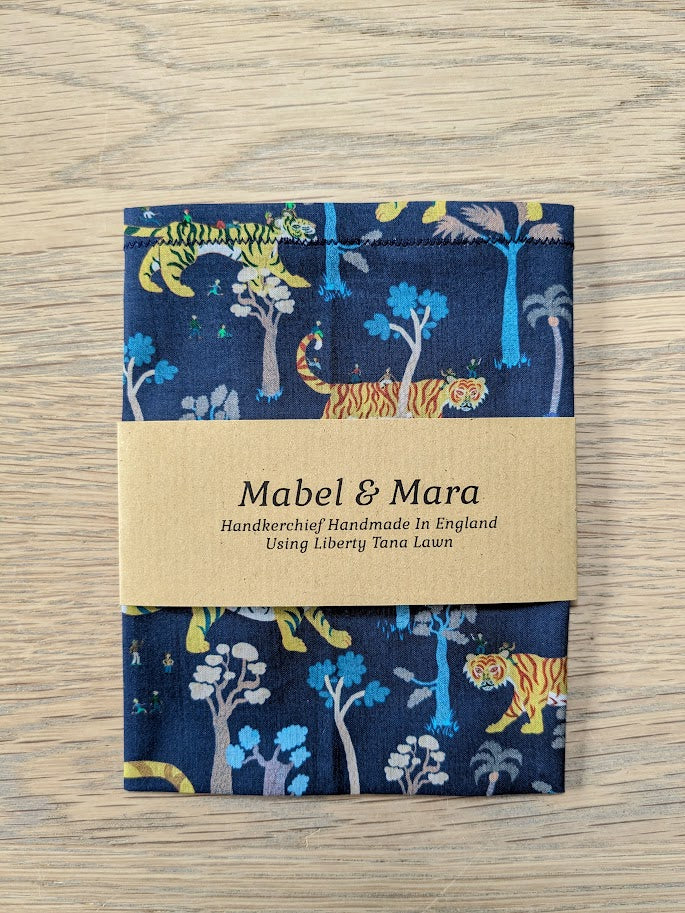 Mabel & Mara
Handkerchief Handmade In England
Using Liberty Tana Lawn